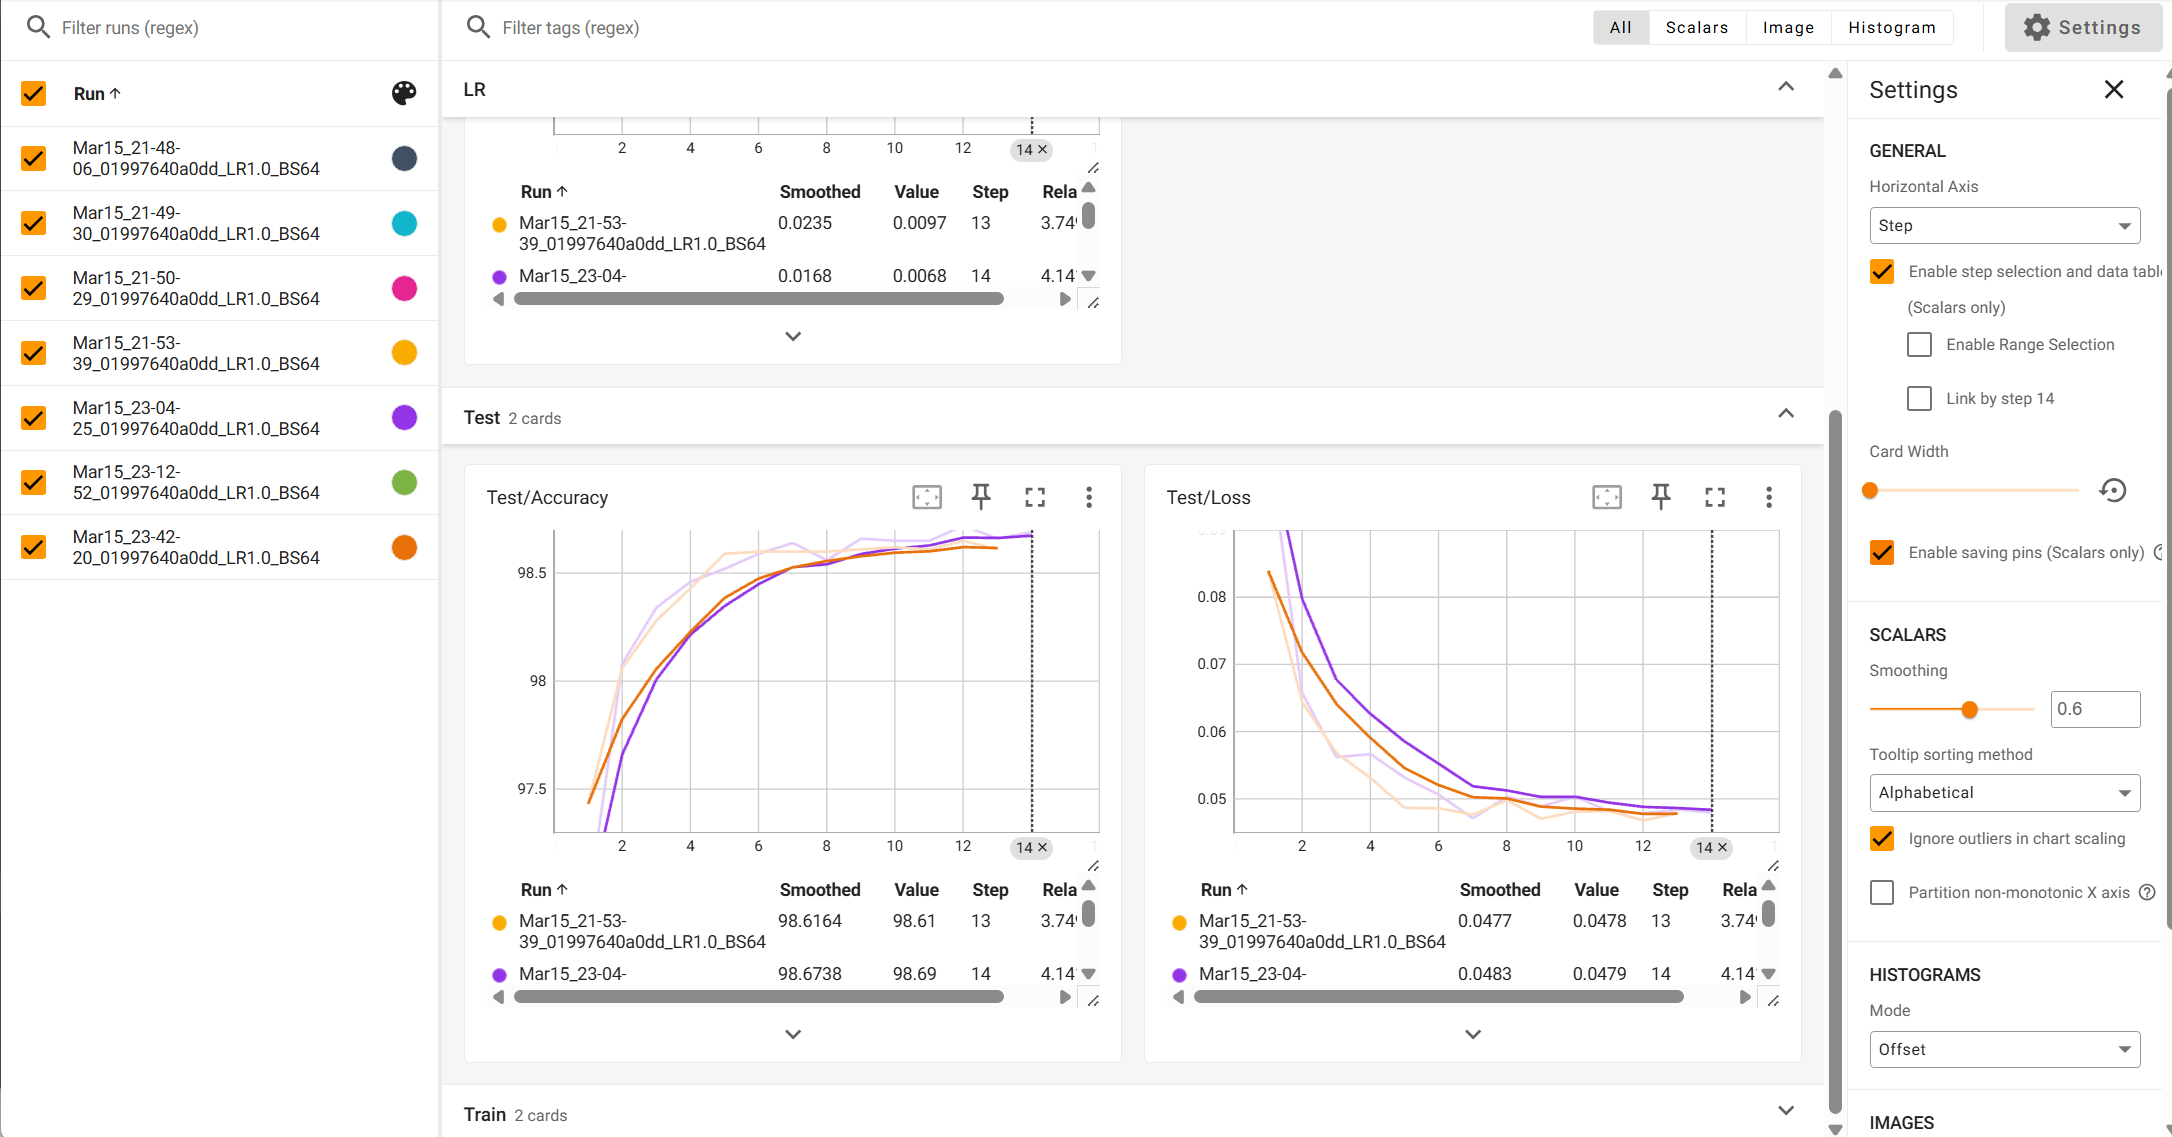 Filter runs (regex)
Run
Mar15_21-48-
06_01997640a0dd_LR1.0_BS64
Mar15_21-49-
30_01997640a0dd_LR1.0_BS64
Mar15_21-50-
29_01997640a0dd_LR1.0_BS64
Mar15_21-53-
39_01997640a0dd_LR1.0_BS64
Mar15_23-04-
25_01997640a0dd_LR1.0_BS64
Mar15_23-12-
52_01997640a0dd_LR1.0_BS64
Mar15_23-42-
20_01997640a0dd_LR1.0_BS64
Filter tags (regex)
All Scalars Image Histogram
Settings
LR
2 4 6 8 10 12 14 ×
Run ↑ Smoothed Value Step Rela
Mar15_21-53- 0.0235 0.0097 13 3.74
39_01997640a0dd_LR1.0_BS64
Mar15_23-04- 0.0168 0.0068 14 4.14
Test 2 cards
Test/Accuracy
98.5
98
97.5
2 4 6 8 10 12 14 ×
Run ↑ Smoothed Value Step Rela
Mar15_21-53- 98.6164 98.61 13 3.74
39_01997640a0dd_LR1.0_BS64
Mar15_23-04- 98.6738 98.69 14 4.14
Test/Loss
0.09
0.08
0.07
0.06
0.05
2 4 6 8 10 12 14 ×
Run ↑ Smoothed Value Step Rela
Mar15_21-53- 0.0477 0.0478 13 3.74
39_01997640a0dd_LR1.0_BS64
Mar15_23-04- 0.0483 0.0479 14 4.14
Train 2 cards
Settings
GENERAL
Horizontal Axis
Step
Enable step selection and data tabl
(Scalars only)
Enable Range Selection
Link by step 14
Card Width
Enable saving pins (Scalars only)
SCALARS
Smoothing
0.6
Tooltip sorting method
Alphabetical
Ignore outliers in chart scaling
Partition non-monotonic X axis
HISTOGRAMS
Mode
Offset
IMAGES